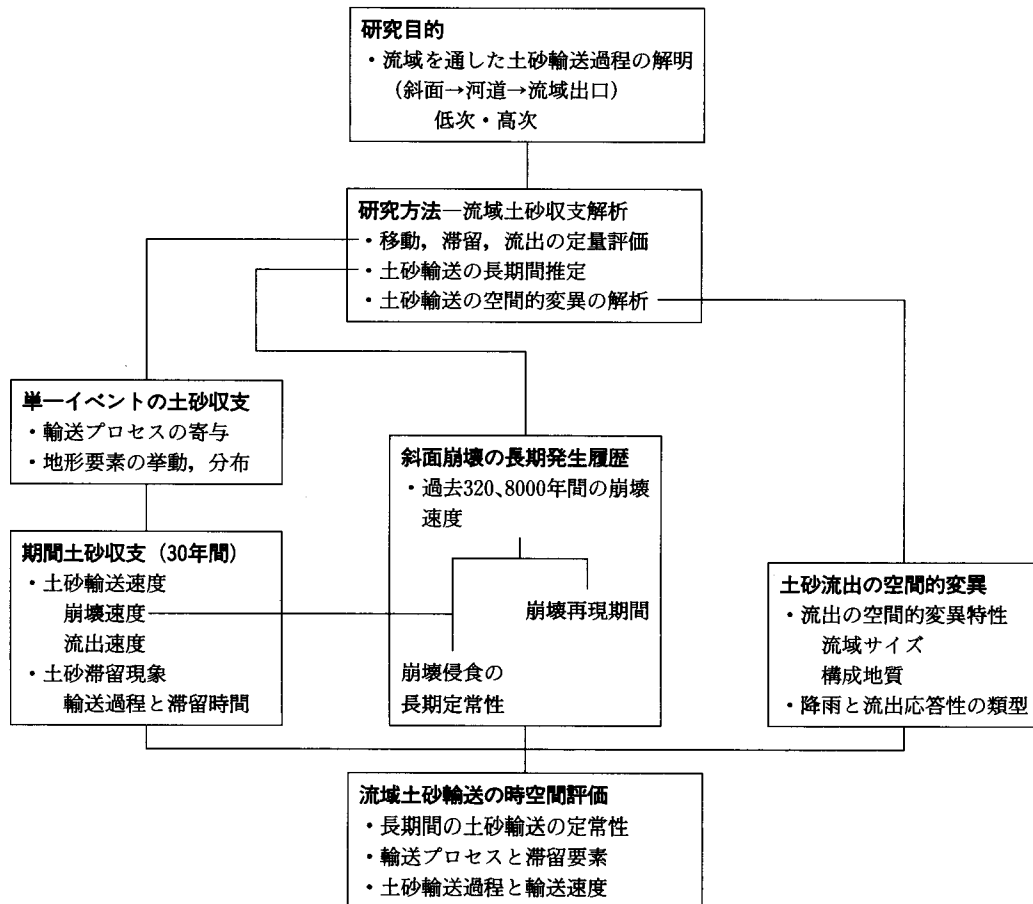 研究目的
・流域を通した土砂輸送過程の解明
(斜面→河道→流域出口)
低次・高次
研究方法―流域土砂収支解析
・移動，滞留，流出の定量評価
・土砂輸送の長期間推定
・土砂輸送の空間的変異の解析
単一イベントの土砂収支
・輸送プロセスの寄与
・地形要素の挙動，分布
斜面崩壊の長期発生履歴
・過去320、8000年間の崩壊
速度
崩壊再現期間
崩壊侵食の
長期定常性
期間土砂収支（30年間）
・土砂輸送速度
崩壊速度
流出速度
・土砂滞留現象
輸送過程と滞留時間
土砂流出の空間的変異
・流出の空間的変異特性
流域サイズ
構成地質
・降雨と流出応答性の類型
流域土砂輸送の時空間評価
・長期間の土砂輸送の定常性
・輸送プロセスと滞留要素
・土砂輸送過程と輸送速度